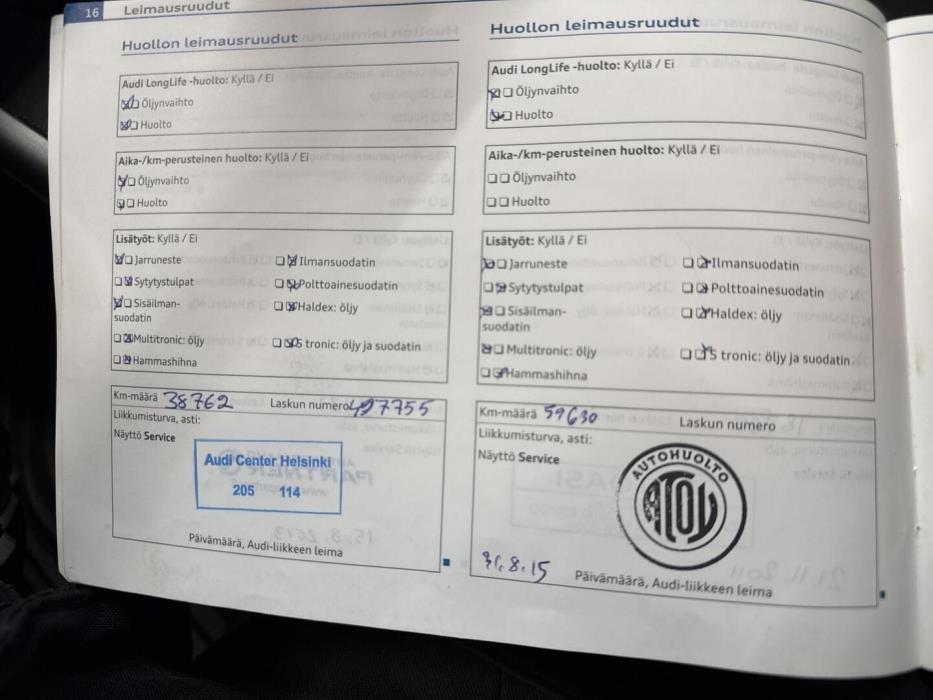 16 Leimausruudut
Huollon leimausruudut
Audi LongLife -huolto: Kyllä / Ei
Öljynvaihto
Huolto
Aika-/km-perusteinen huolto: Kyllä / Ei
Öljynvaihto
Huolto
Lisätyöt: Kyllä / Ei
Jarruneste
Ilmansuodatin
Sytytystulpat
Polttoainesuodatin
Sisäilman-
suodatin
Haldex: öljy
Multitronic: öljy
S tronic: öljy ja suodatin
Hammashihna
Km-määrä 38762 Laskun numero 497755
Liikkumisturva, asti:
Näyttö Service
Audi Center Helsinki
205 114
Päivämäärä, Audi-liikkeen leima
Huollon leimausruudut
Audi LongLife -huolto: Kyllä / Ei
Öljynvaihto
Huolto
Aika-/km-perusteinen huolto: Kyllä / Ei
Öljynvaihto
Huolto
Lisätyöt: Kyllä / Ei
Jarruneste
Ilmansuodatin
Sytytystulpat
Polttoainesuodatin
Sisäilman-
suodatin
Haldex: öljy
Multitronic: öljy
S tronic: öljy ja suodatin
Hammashihna
Km-määrä 59630 Laskun numero
Liikkumisturva, asti:
Näyttö Service
AUTOHUOLTO
ATOY
31.8.15
Päivämäärä, Audi-liikkeen leima